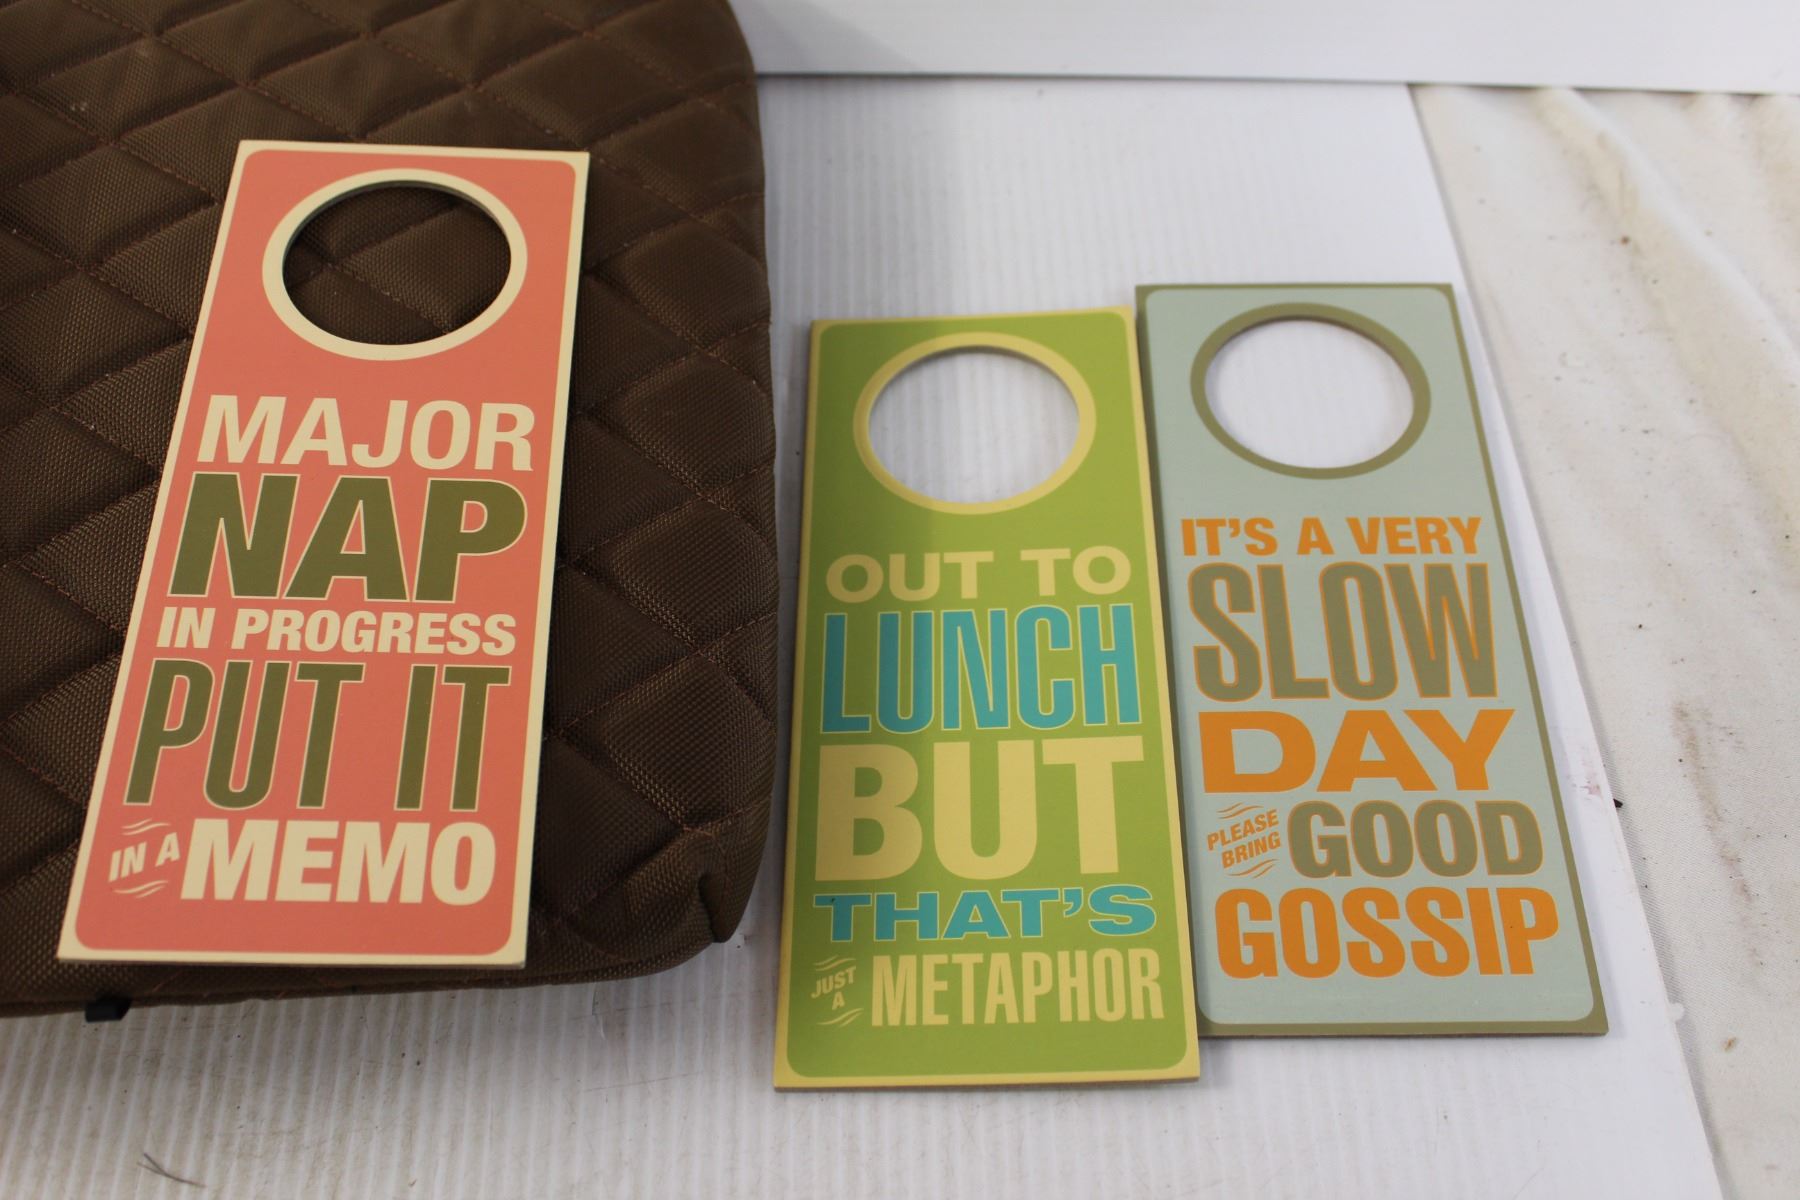 MAJOR
NAP
IN PROGRESS
PUT IT
IN A MEMO
OUT TO
LUNCH
BUT
THAT'S
JUST A METAPHOR
IT'S A VERY
SLOW
DAY
PLEASE BRING GOOD
GOSSIP